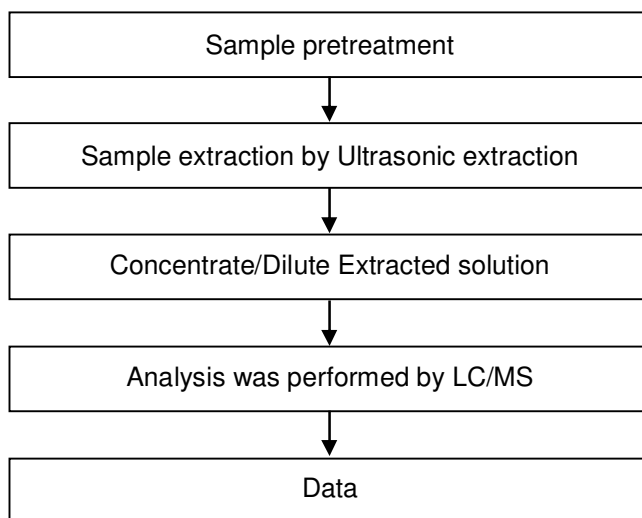 Sample pretreatment
Sample extraction by Ultrasonic extraction
Concentrate/Dilute Extracted solution
Analysis was performed by LC/MS
Data